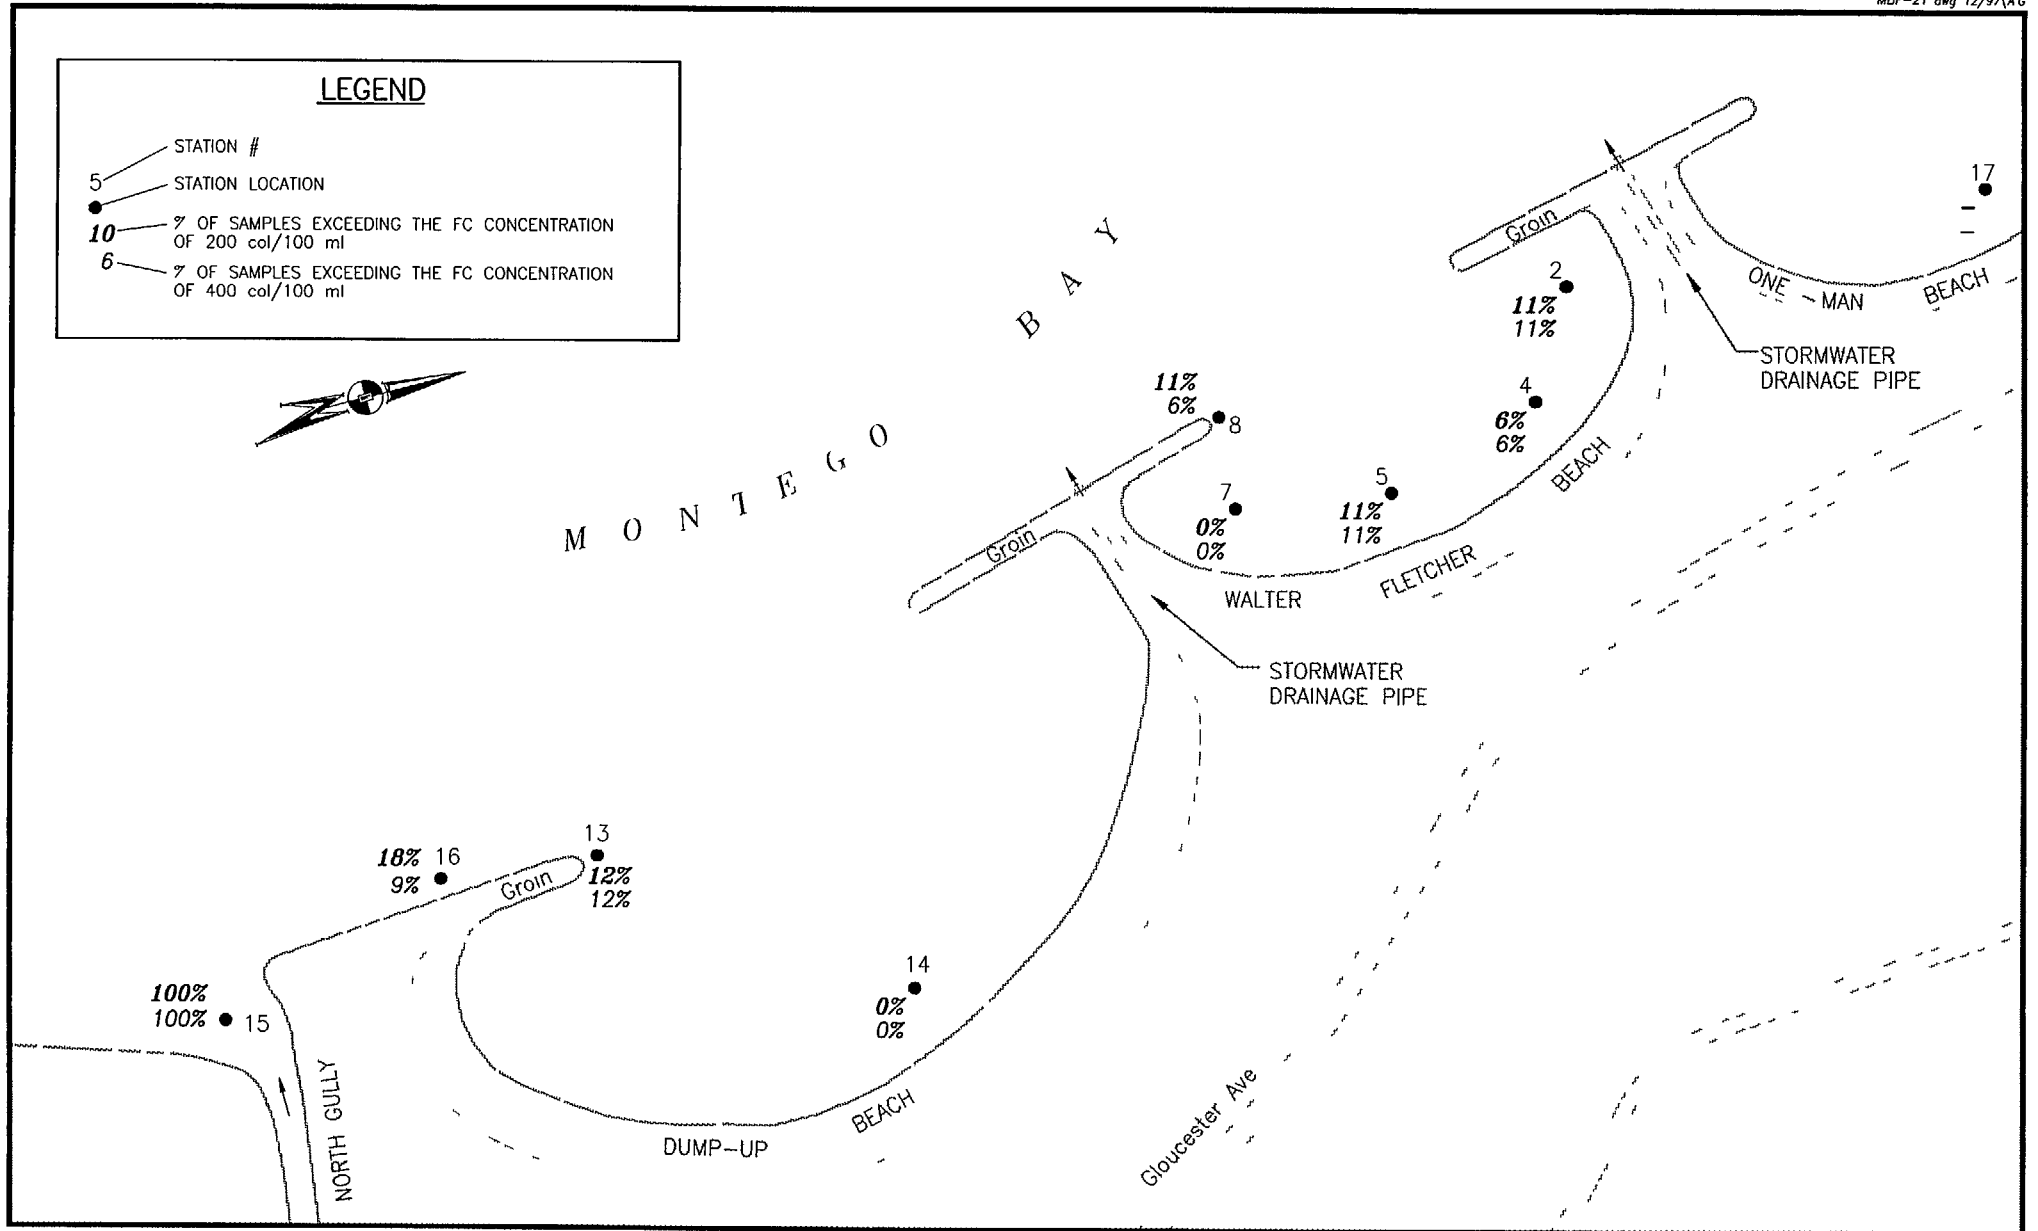 LEGEND
STATION #
5
STATION LOCATION
10
% OF SAMPLES EXCEEDING THE FC CONCENTRATION
OF 200 col/100 ml
6
% OF SAMPLES EXCEEDING THE FC CONCENTRATION
OF 400 col/100 ml
MONTEGO BAY
Groin
17
–
–
ONE-MAN BEACH
STORMWATER
DRAINAGE PIPE
2
11%
11%
4
6%
6%
11%
6%
8
5
11%
11%
7
0%
0%
Groin
WALTER FLETCHER BEACH
STORMWATER
DRAINAGE PIPE
13
12%
12%
18% 16
9%
Groin
14
0%
0%
100%
100% 15
NORTH GULLY
DUMP-UP BEACH
Gloucester Ave